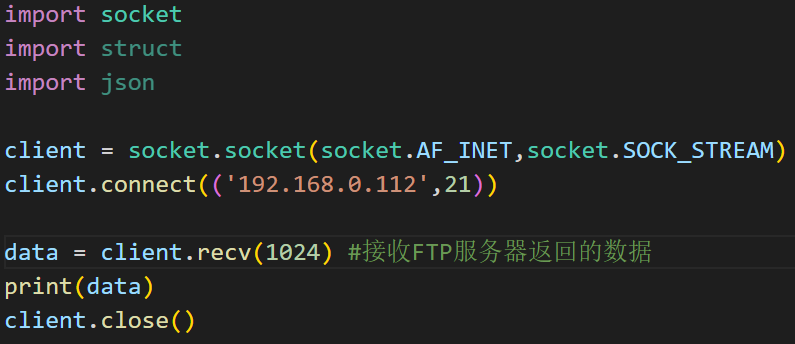 import socket
import struct
import json
client = socket.socket(socket.AF_INET,socket.SOCK_STREAM)
client.connect(('192.168.0.112',21))
data = client.recv(1024) #接收FTP服务器返回的数据
print(data)
client.close()